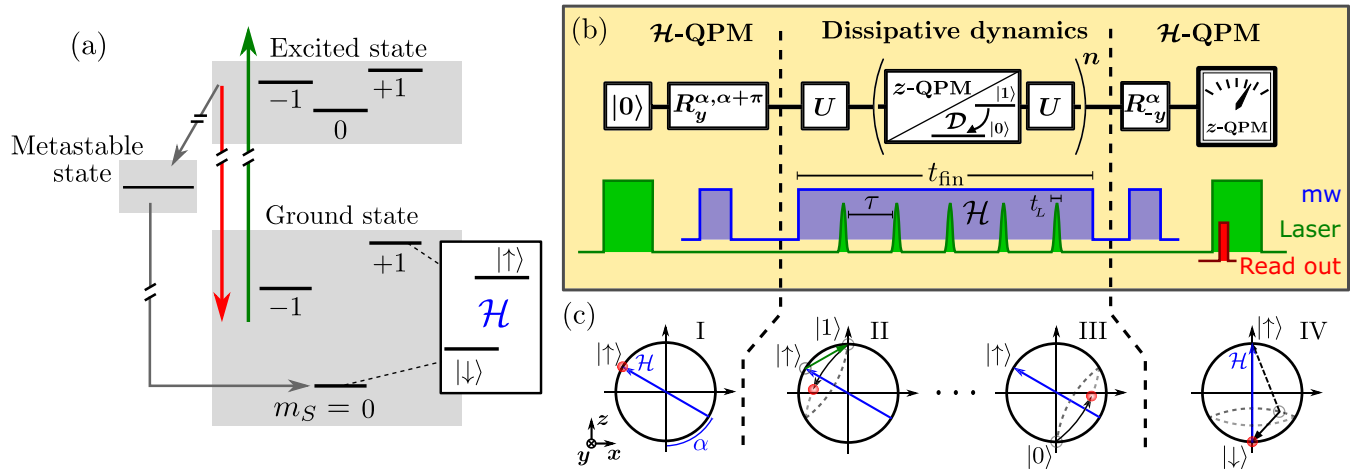 (a)
Excited state
−1
0
+1
Metastable
state
Ground state
+1
−1
m_S = 0
|↑⟩
ℋ
|↓⟩
(b)
ℋ-QPM
Dissipative dynamics
ℋ-QPM
|0⟩
R_y^{α,α+π}
U
z-QPM
|1⟩
𝒟
|0⟩
U
n
R_{-y}^α
z-QPM
t_fin
τ
ℋ
t_L
mw
Laser
Read out
(c)
I
|↑⟩
ℋ
α
z
y
x
II
|1⟩
|↑⟩
· · ·
III
|↑⟩
|0⟩
IV
|↑⟩
ℋ
|↓⟩